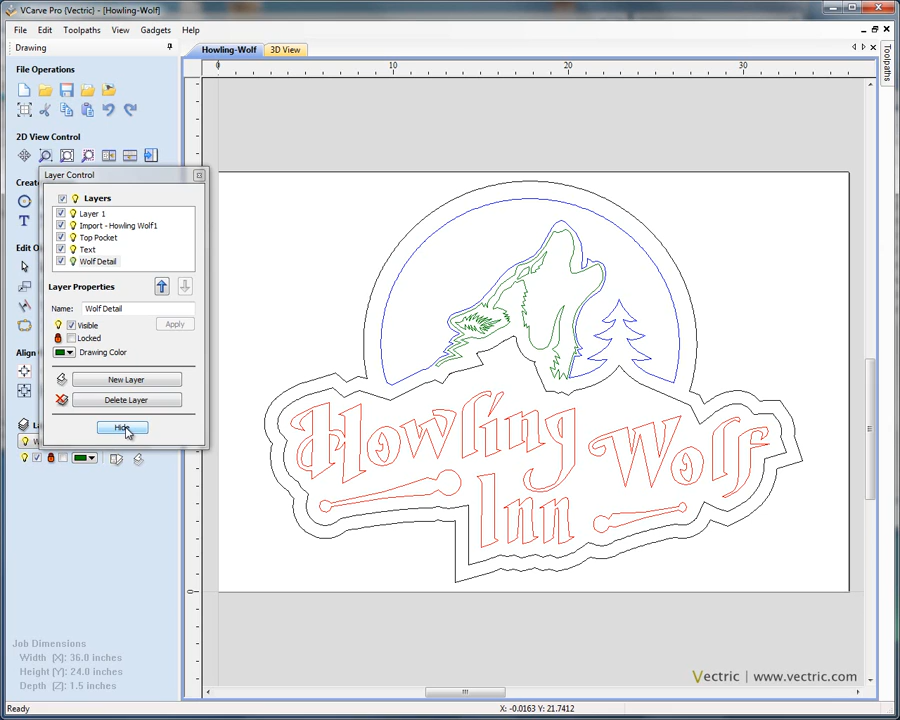 VCarve Pro {Vectric} - [Howling-Wolf]
File Edit Toolpaths View Gadgets Help
Drawing
Howling-Wolf 3D View
Toolpaths
File Operations
10 20 30
2D View Control
Layer Control
Create
Layers
Layer 1
Import - Howling Wolf1
Top Pocket
Text
Wolf Detail
Edit O
Layer Properties
Name: Wolf Detail
Visible Apply
Locked
Drawing Color
Align
New Layer
Delete Layer
Hide
Howling Wolf
Inn
0
Job Dimensions
Width [X]: 36.0 inches
Height [Y]: 24.0 inches
Depth [Z]: 1.5 inches
Vectric | www.vectric.com
Ready X: -0.0163 Y: 21.7412